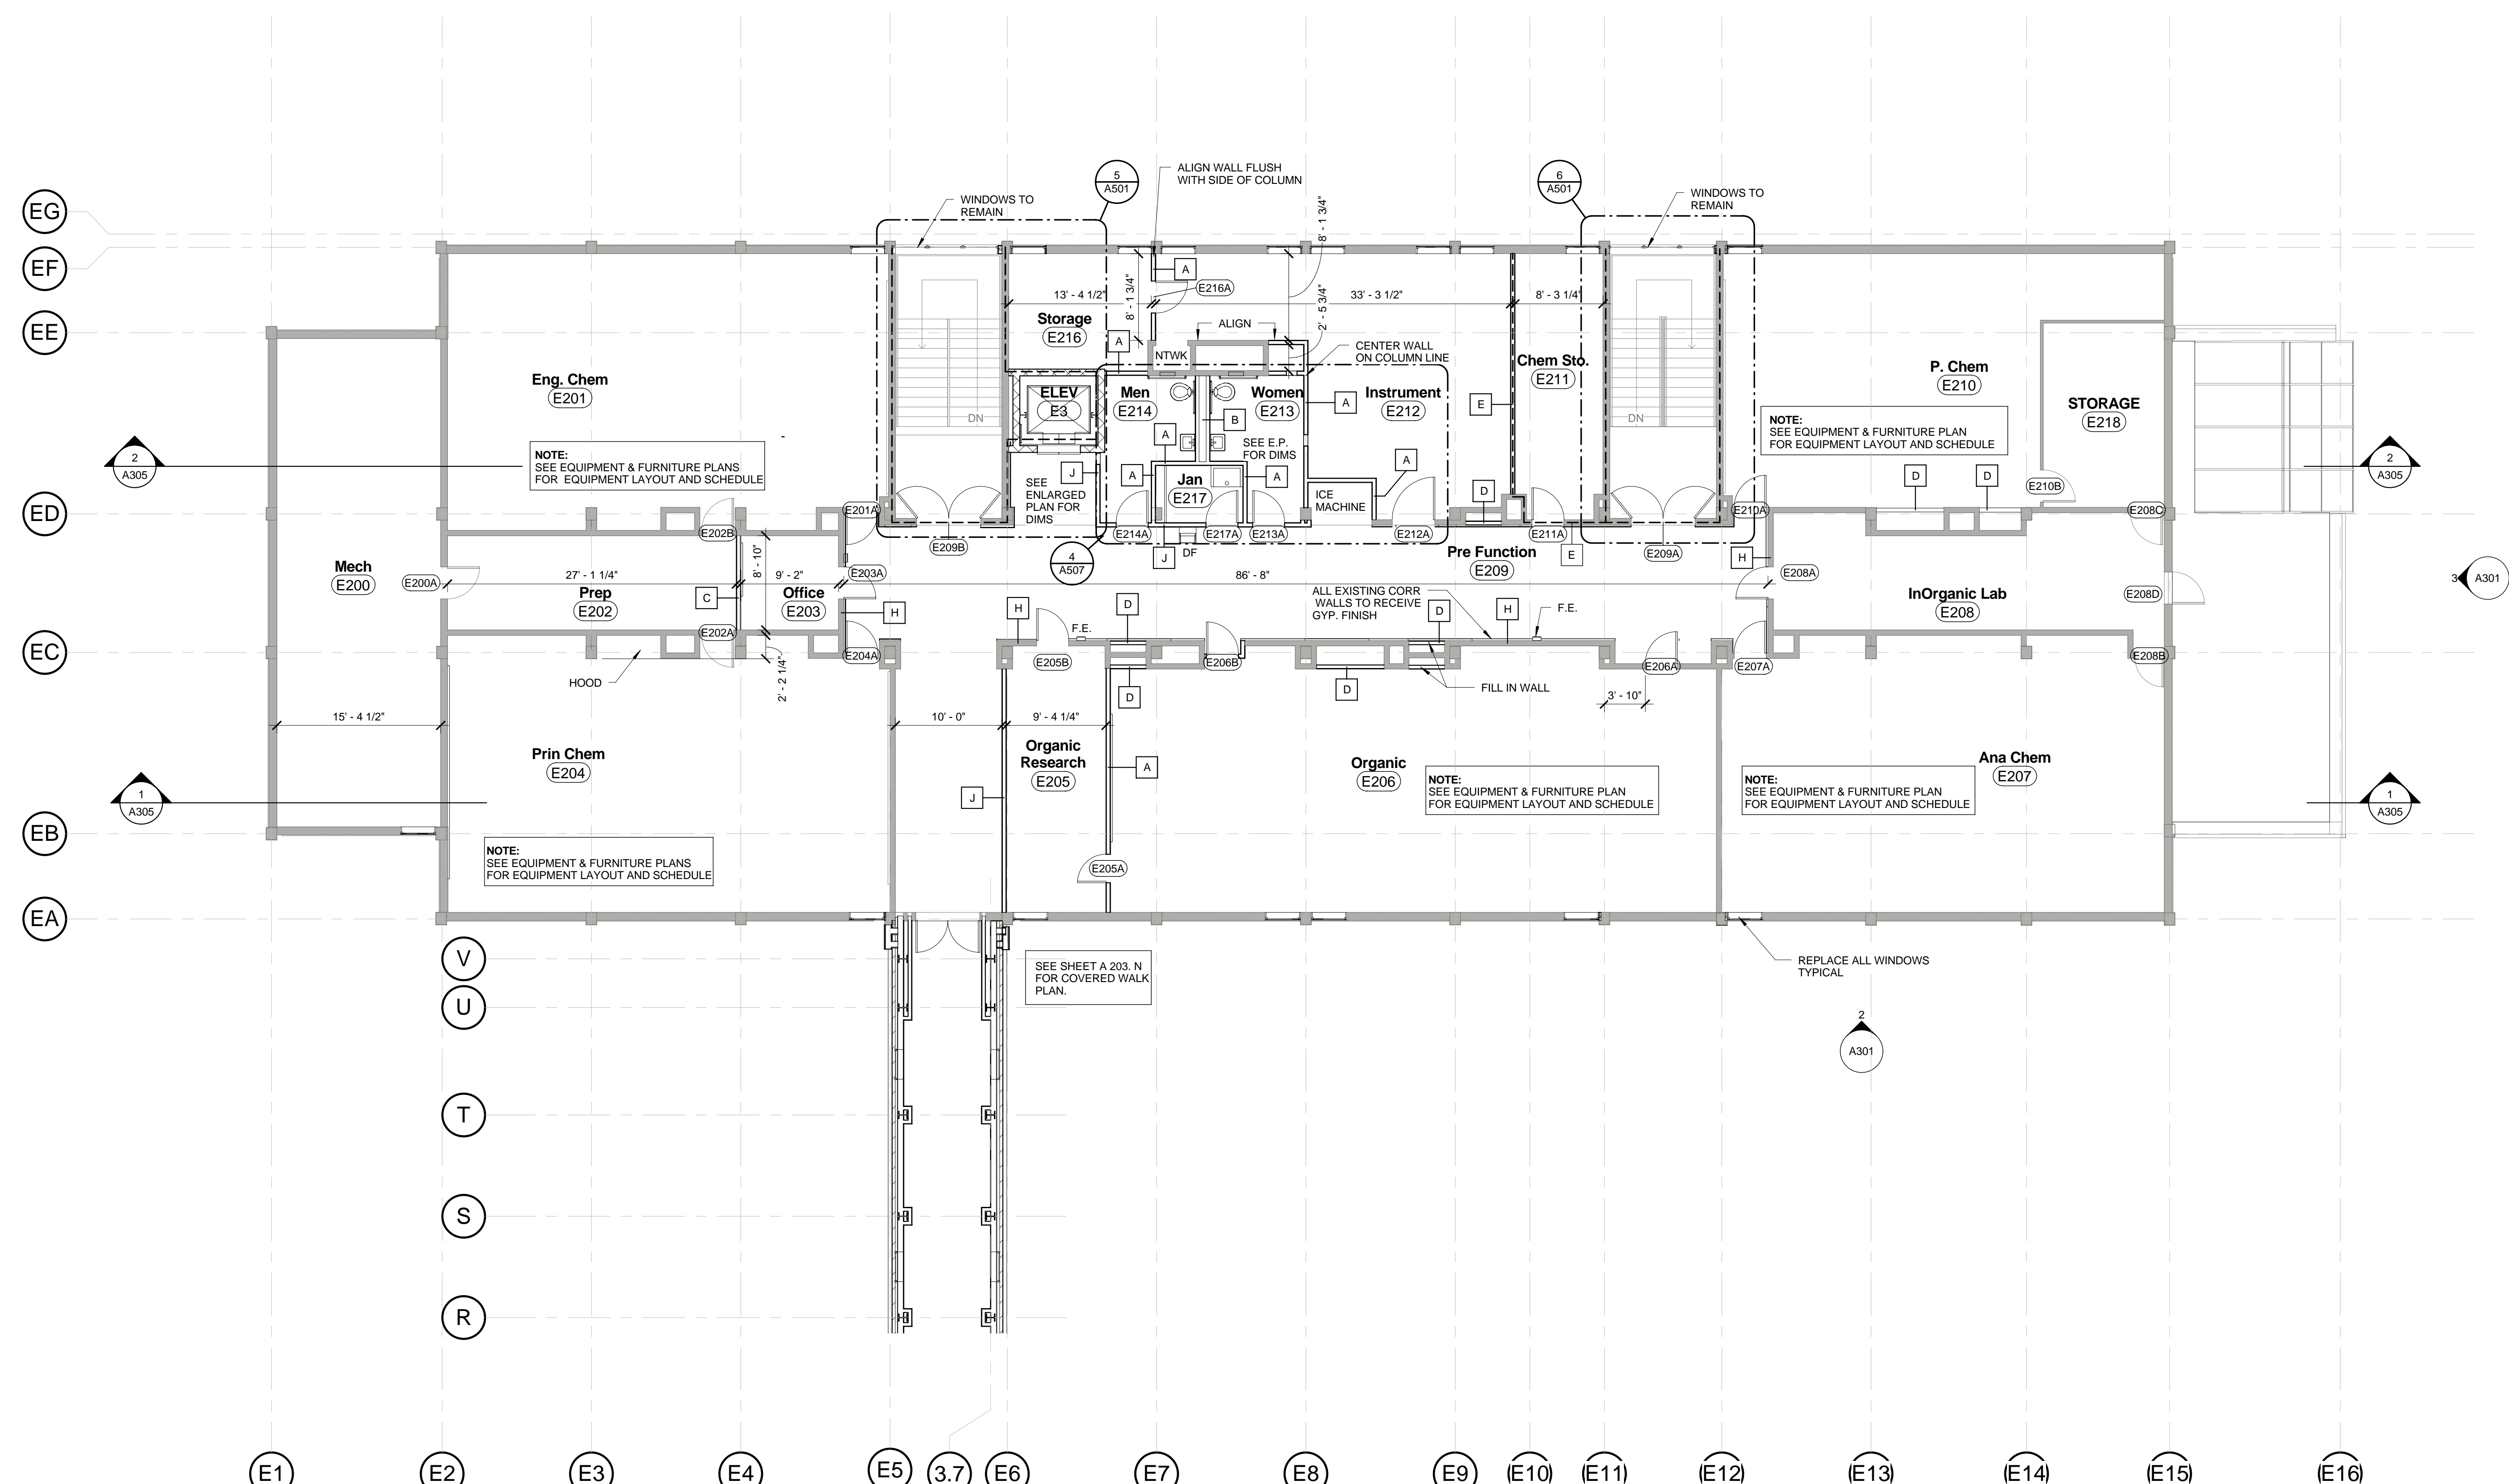 5
A501
ALIGN WALL FLUSH
WITH SIDE OF COLUMN
6
A501
WINDOWS TO
REMAIN
WINDOWS TO
REMAIN
EG
EF
EE
ED
EC
EB
EA
V
U
T
S
R
8' - 1 3/4"
8' - 1 3/4"
2' - 5 3/4"
A
E216A
13' - 4 1/2"
33' - 3 1/2"
8' - 3 1/4"
Storage
E216
ALIGN
A
NTWK
CENTER WALL
ON COLUMN LINE
Chem Sto.
E211
Eng. Chem
E201
ELEV
E3
Men
E214
Women
E213
Instrument
E212
P. Chem
E210
STORAGE
E218
DN
DN
A
B
E
A
SEE E.P.
FOR DIMS
2
A305
NOTE:
SEE EQUIPMENT & FURNITURE PLANS
FOR EQUIPMENT LAYOUT AND SCHEDULE
-
NOTE:
SEE EQUIPMENT & FURNITURE PLAN
FOR EQUIPMENT LAYOUT AND SCHEDULE
2
A305
J
A
Jan
E217
A
A
D
D
D
E210B
SEE
ENLARGED
PLAN FOR
DIMS
ICE
MACHINE
E201A
E202B
E209B
E214A
E217A
E213A
E212A
E211A
E209A
E210A
E208C
4
A507
J
DF
Pre Function
E209
E
H
Mech
E200
E200A
27' - 1 1/4"
8' - 10"
9' - 2"
E203A
86' - 8"
E208A
E208D
3
A301
Prep
E202
C
Office
E203
H
H
F.E.
D
ALL EXISTING CORR
WALLS TO RECEIVE
GYP. FINISH
D
H
F.E.
InOrganic Lab
E208
E202A
E204A
E205B
E206B
E206A
E207A
E208B
HOOD
2' - 2 1/4"
D
D
FILL IN WALL
3' - 10"
15' - 4 1/2"
10' - 0"
9' - 4 1/4"
Prin Chem
E204
Organic
Research
E205
A
J
Organic
E206
Ana Chem
E207
NOTE:
SEE EQUIPMENT & FURNITURE PLAN
FOR EQUIPMENT LAYOUT AND SCHEDULE
NOTE:
SEE EQUIPMENT & FURNITURE PLAN
FOR EQUIPMENT LAYOUT AND SCHEDULE
1
A305
1
A305
NOTE:
SEE EQUIPMENT & FURNITURE PLANS
FOR EQUIPMENT LAYOUT AND SCHEDULE
E205A
SEE SHEET A 203. N
FOR COVERED WALK
PLAN.
REPLACE ALL WINDOWS
TYPICAL
2
A301
E1
E2
E3
E4
E5
3.7
E6
E7
E8
E9
E10
E11
E12
E13
E14
E15
E16